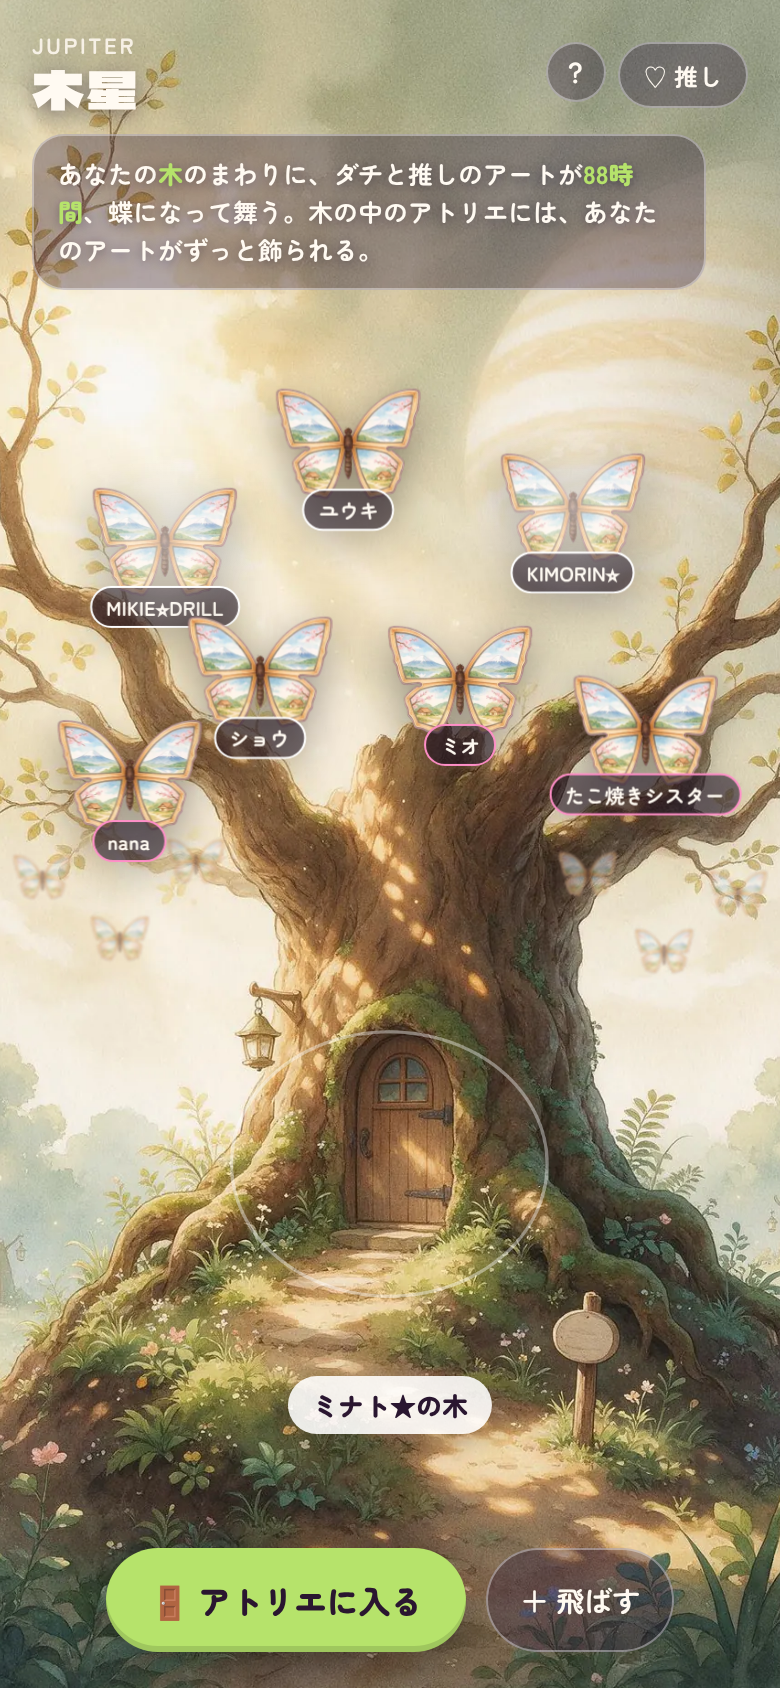 JUPITER
木星
?
♡ 推し
あなたの木のまわりに、ダチと推しのアートが88時
間、蝶になって舞う。木の中のアトリエには、あなた
のアートがずっと飾られる。
ユウキ
KIMORIN★
MIKIE★DRILL
ショウ
ミオ
たこ焼きシスター
nana
ミナト★の木
アトリエに入る
＋ 飛ばす